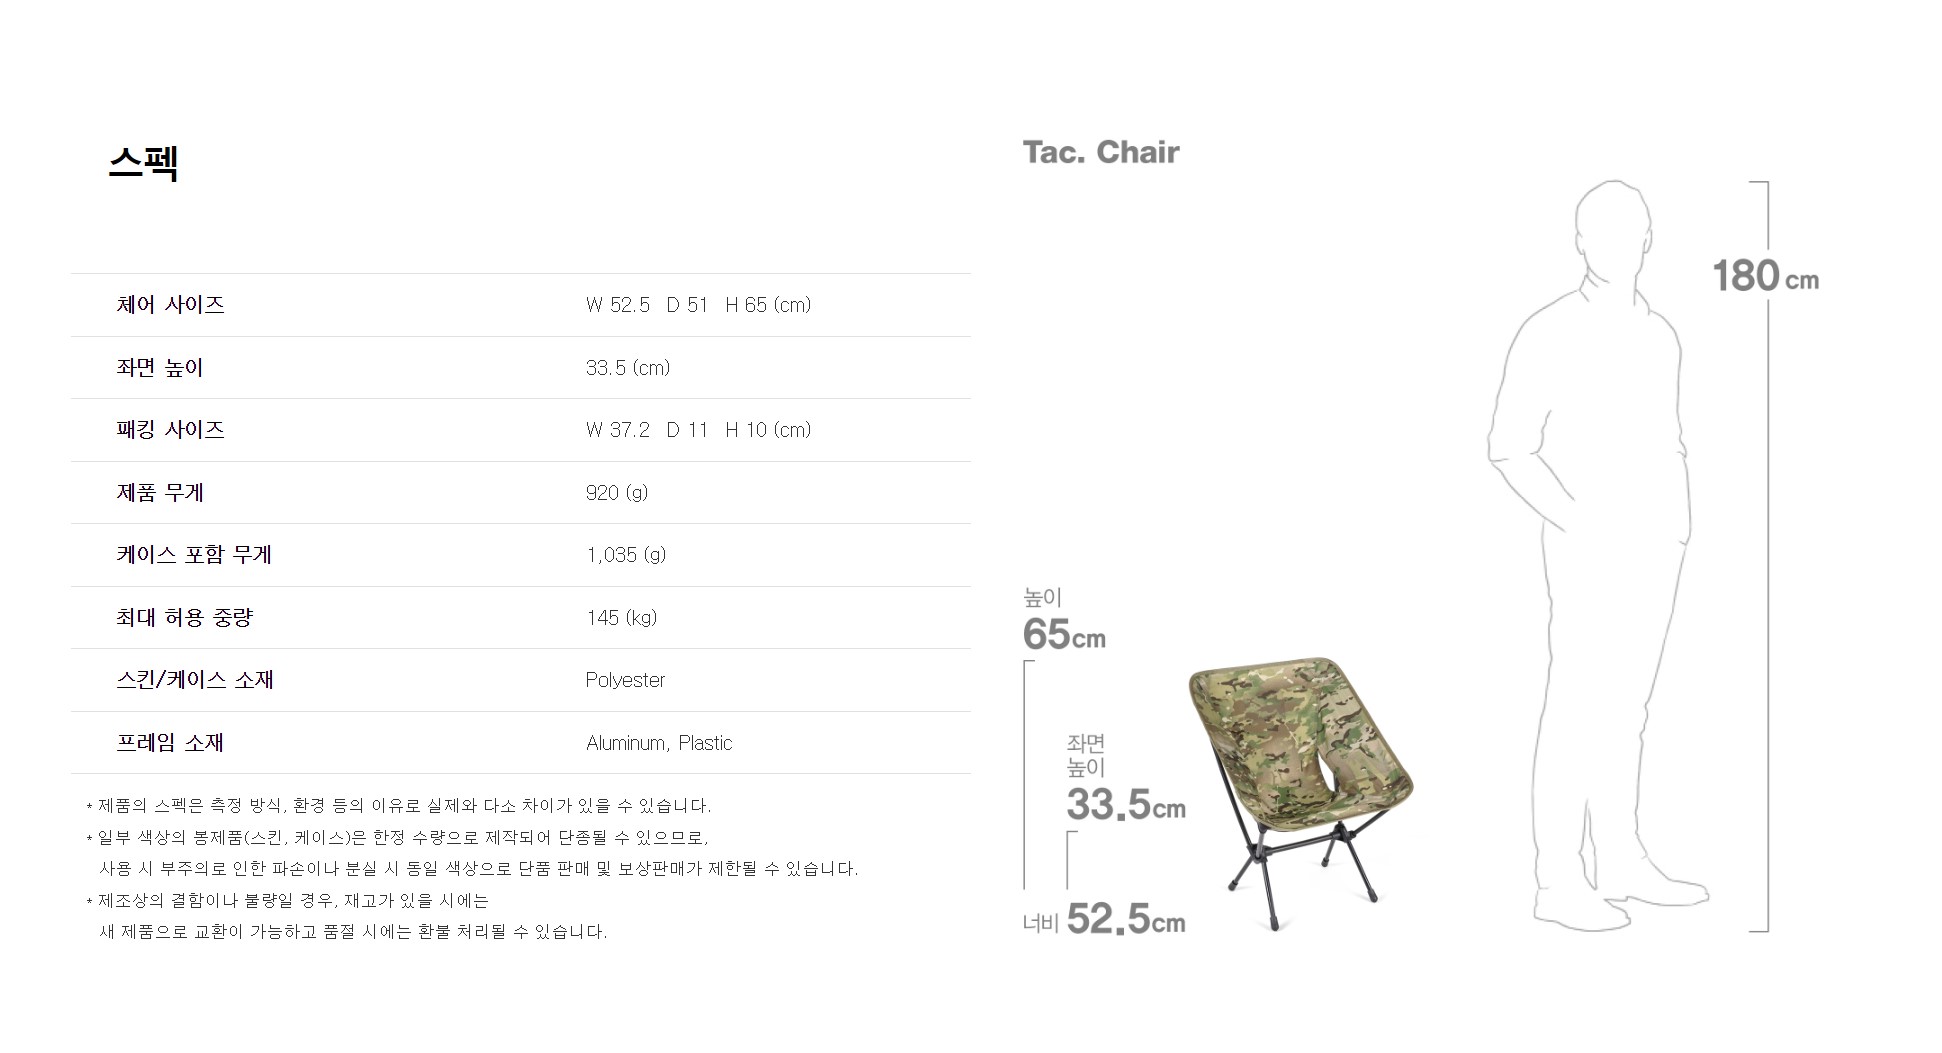 스펙
체어 사이즈 W 52.5 D 51 H 65 (cm)
좌면 높이 33.5 (cm)
패킹 사이즈 W 37.2 D 11 H 10 (cm)
제품 무게 920 (g)
케이스 포함 무게 1,035 (g)
최대 허용 중량 145 (kg)
스킨/케이스 소재 Polyester
프레임 소재 Aluminum, Plastic
* 제품의 스펙은 측정 방식, 환경 등의 이유로 실제와 다소 차이가 있을 수 있습니다.
* 일부 색상의 봉제품(스킨, 케이스)은 한정 수량으로 제작되어 단종될 수 있으므로,
사용 시 부주의로 인한 파손이나 분실 시 동일 색상으로 단품 판매 및 보상판매가 제한될 수 있습니다.
* 제조상의 결함이나 불량일 경우, 재고가 있을 시에는
새 제품으로 교환이 가능하고 품절 시에는 환불 처리될 수 있습니다.
Tac. Chair
180 cm
높이
65cm
좌면
높이
33.5cm
너비 52.5cm